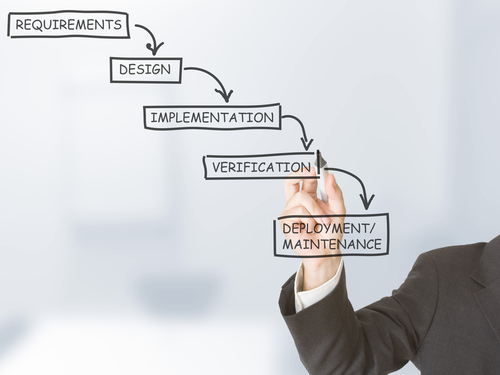 REQUIREMENTS
DESIGN
IMPLEMENTATION
VERIFICATION
DEPLOYMENT/
MAINTENANCE